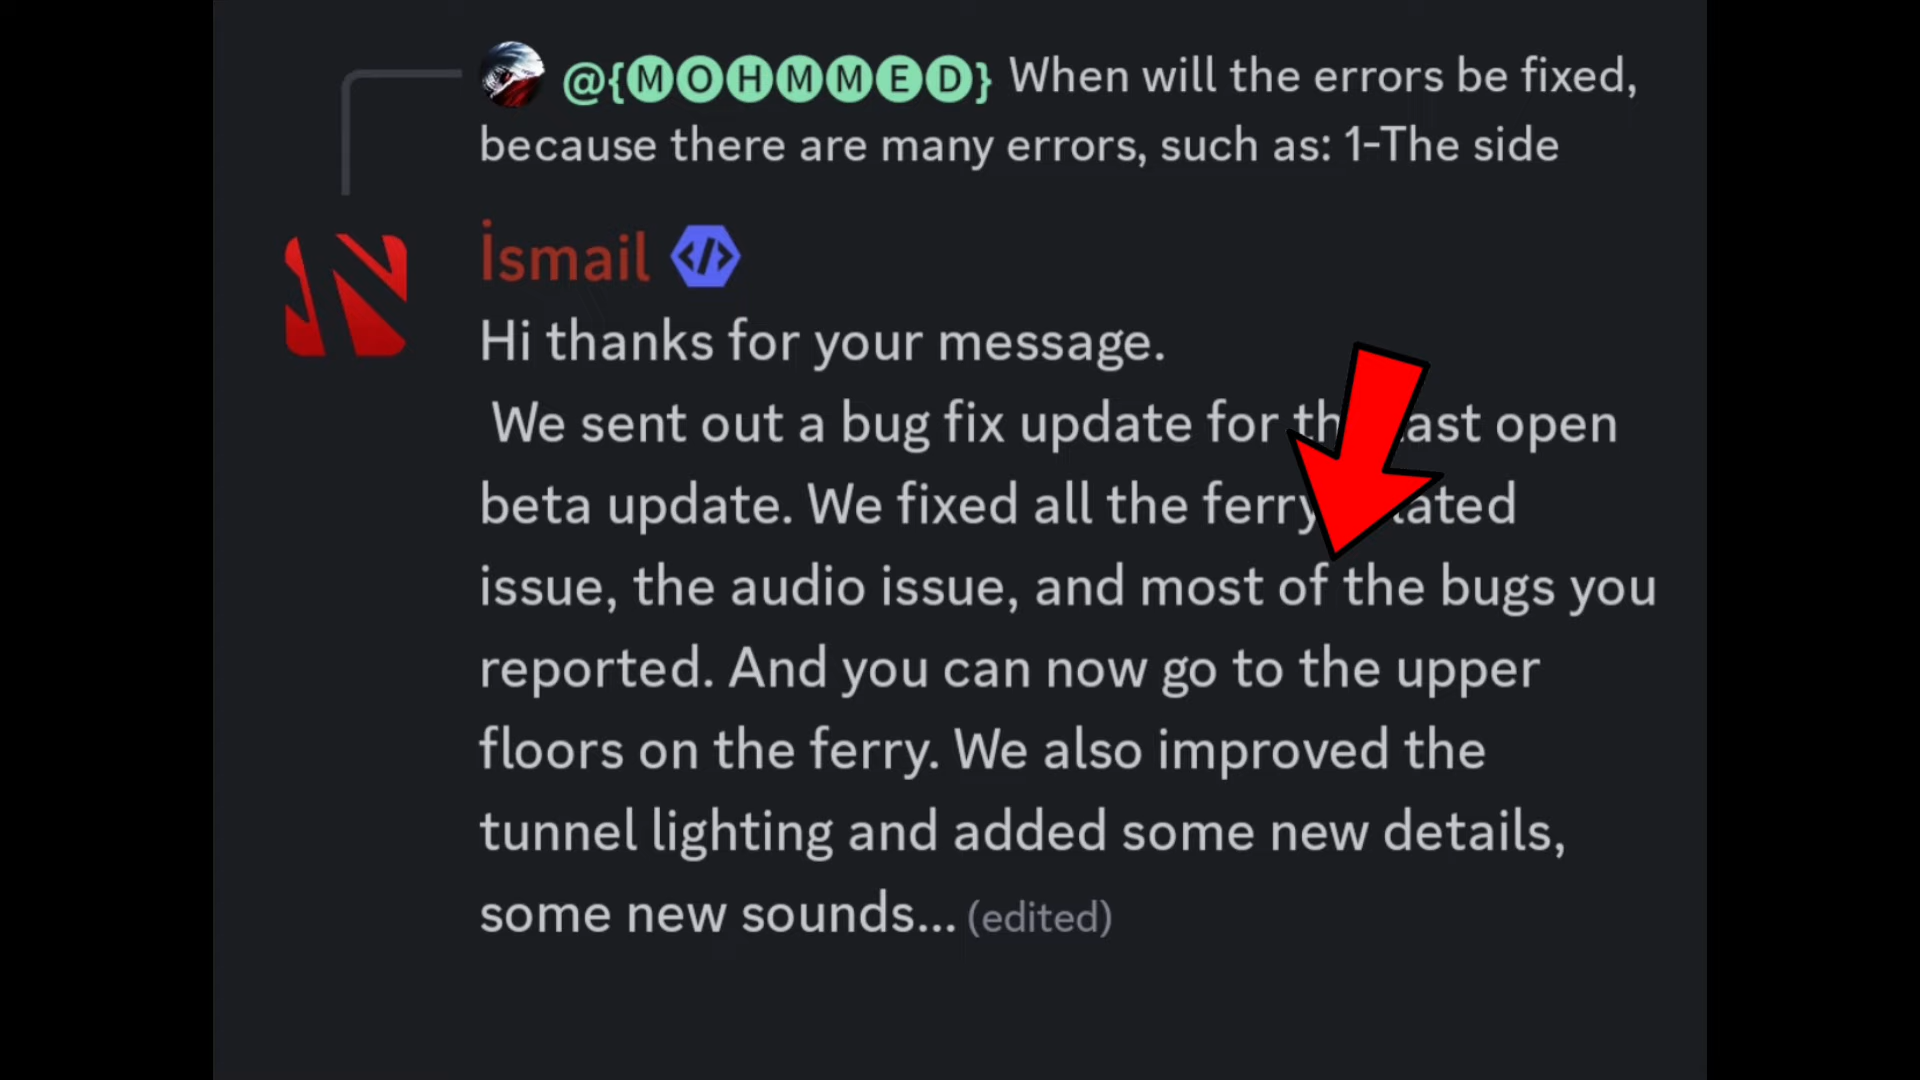 @{ⓂⓄⒽⓂⓂⒺⒹ} When will the errors be fixed,
because there are many errors, such as: 1-The side
İsmail
Hi thanks for your message.
We sent out a bug fix update for open
beta update. We fixed all the ferry
issue, the audio issue, and most of the bugs you
reported. And you can now go to the upper
floors on the ferry. We also improved the
tunnel lighting and added some new details,
some new sounds... (edited)